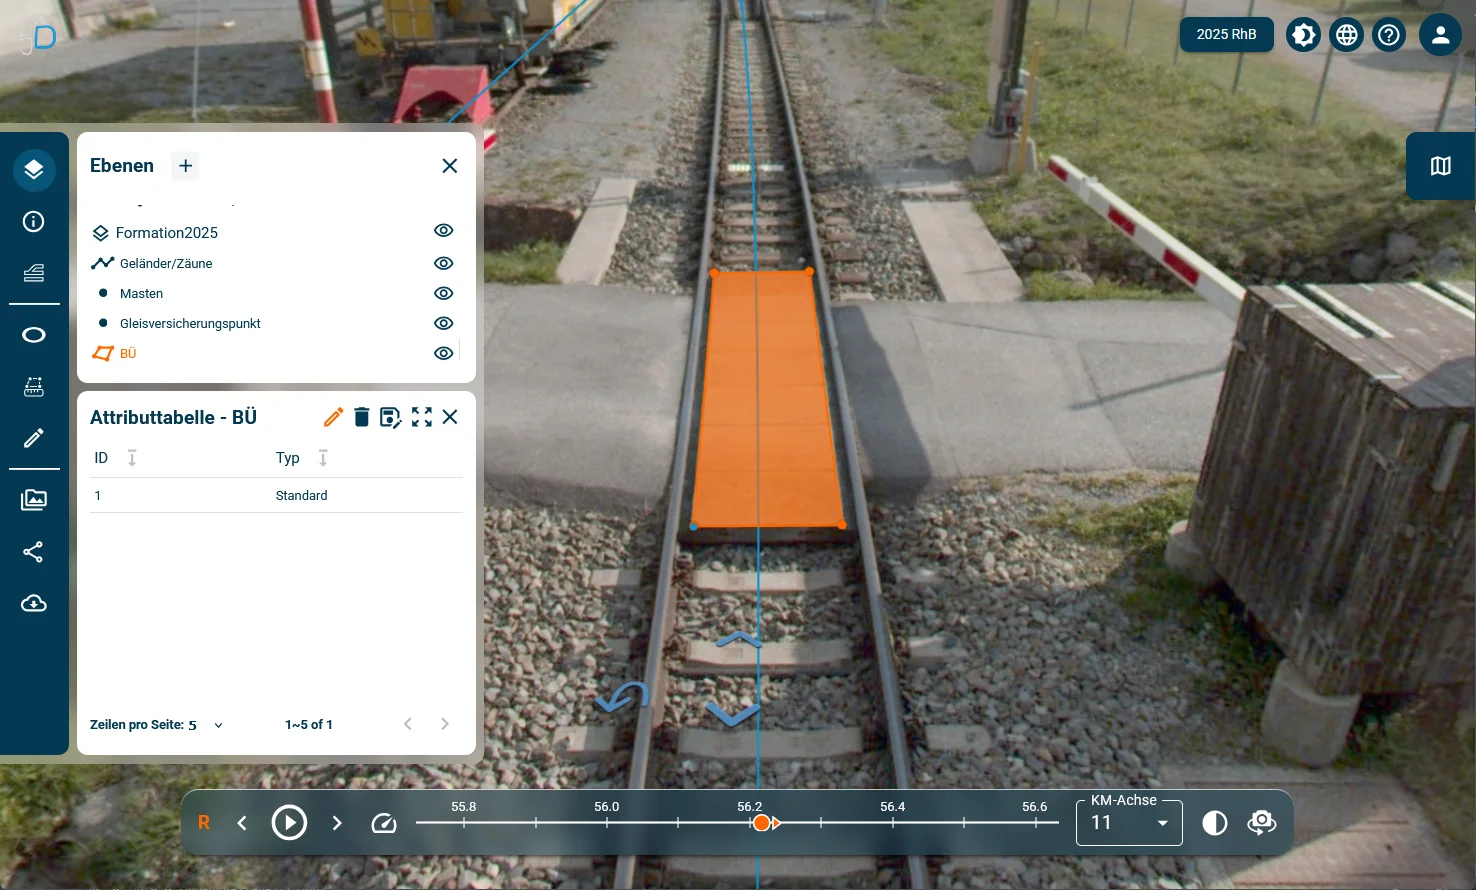 2025 RhB
Ebenen
Formation2025
Geländer/Zäune
Masten
Gleisversicherungspunkt
BÜ
Attributtabelle - BÜ
ID Typ
1 Standard
Zeilen pro Seite: 5 1~5 of 1
R
55.8 56.0 56.2 56.4 56.6
KM-Achse
11